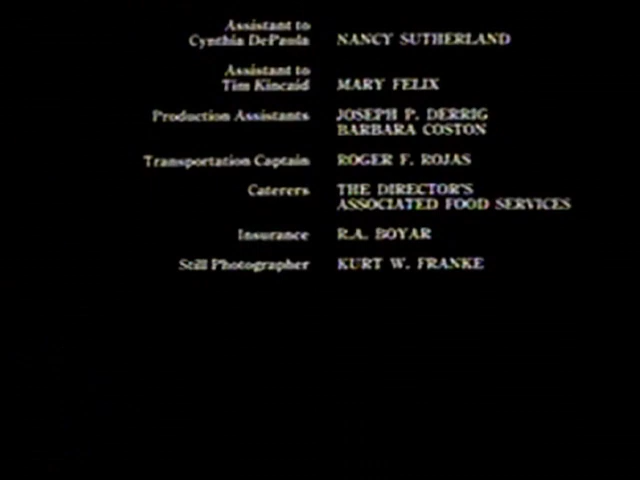 Assistant to
Cynthia DePaula NANCY SUTHERLAND
Assistant to
Tim Kincaid MARY FELIX
Production Assistants JOSEPH P. DERRIG
BARBARA COSTON
Transportation Captain ROGER F. ROJAS
Caterers THE DIRECTOR'S
ASSOCIATED FOOD SERVICES
Insurance R.A. BOYAR
Still Photographer KURT W. FRANKE